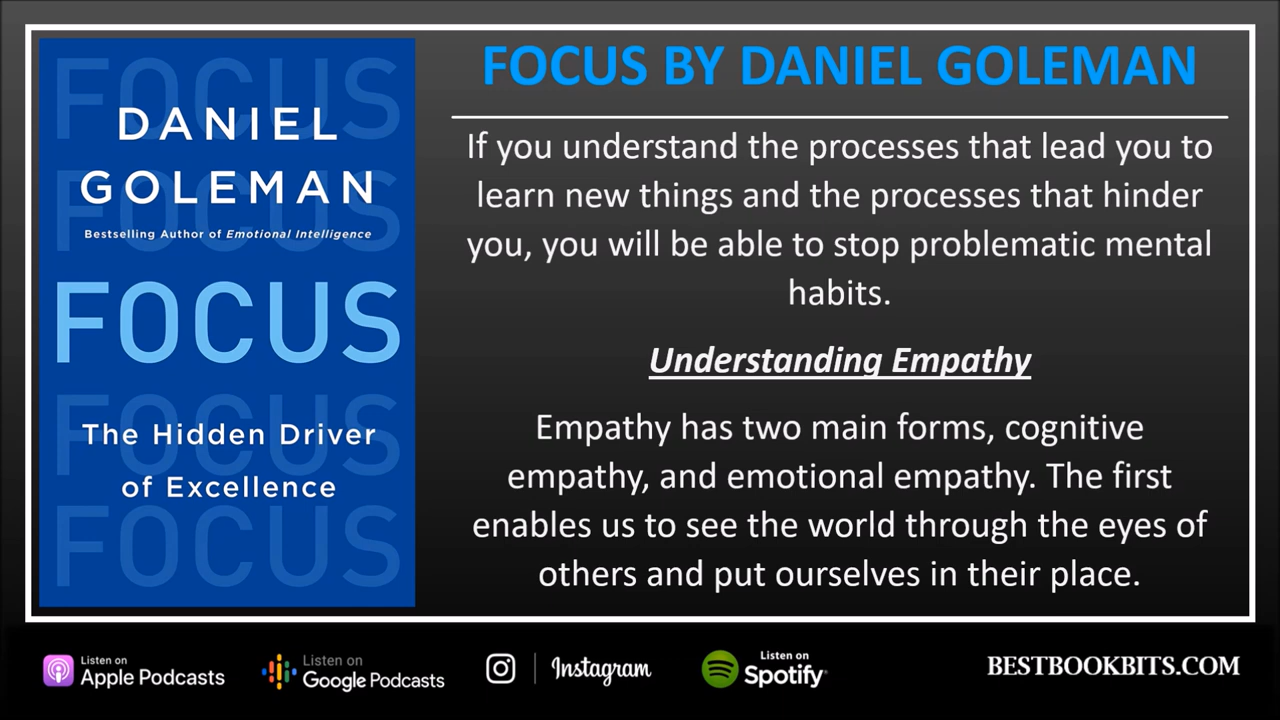 FOCUS
DANIEL
FOCUS
GOLEMAN
Bestselling Author of Emotional Intelligence
FOCUS
FOCUS
The Hidden Driver
of Excellence
FOCUS
FOCUS BY DANIEL GOLEMAN
If you understand the processes that lead you to
learn new things and the processes that hinder
you, you will be able to stop problematic mental
habits.
Understanding Empathy
Empathy has two main forms, cognitive
empathy, and emotional empathy. The first
enables us to see the world through the eyes of
others and put ourselves in their place.
Listen on
Apple Podcasts
Listen on
Google Podcasts
Instagram
Listen on
Spotify
BESTBOOKBITS.COM